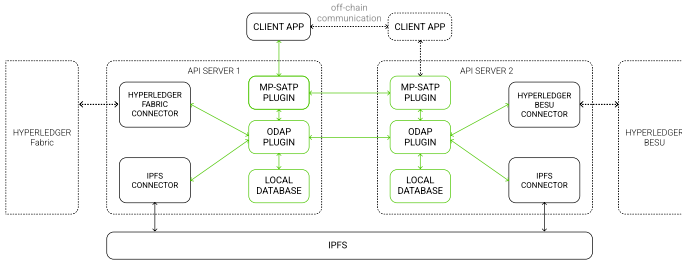 off-chain
communication
CLIENT APP
CLIENT APP
API SERVER 1
API SERVER 2
HYPERLEDGER
FABRIC
CONNECTOR
MP-SATP
PLUGIN
MP-SATP
PLUGIN
HYPERLEDGER
BESU
CONNECTOR
HYPERLEDGER
Fabric
ODAP
PLUGIN
ODAP
PLUGIN
HYPERLEDGER
BESU
IPFS
CONNECTOR
LOCAL
DATABASE
LOCAL
DATABASE
IPFS
CONNECTOR
IPFS